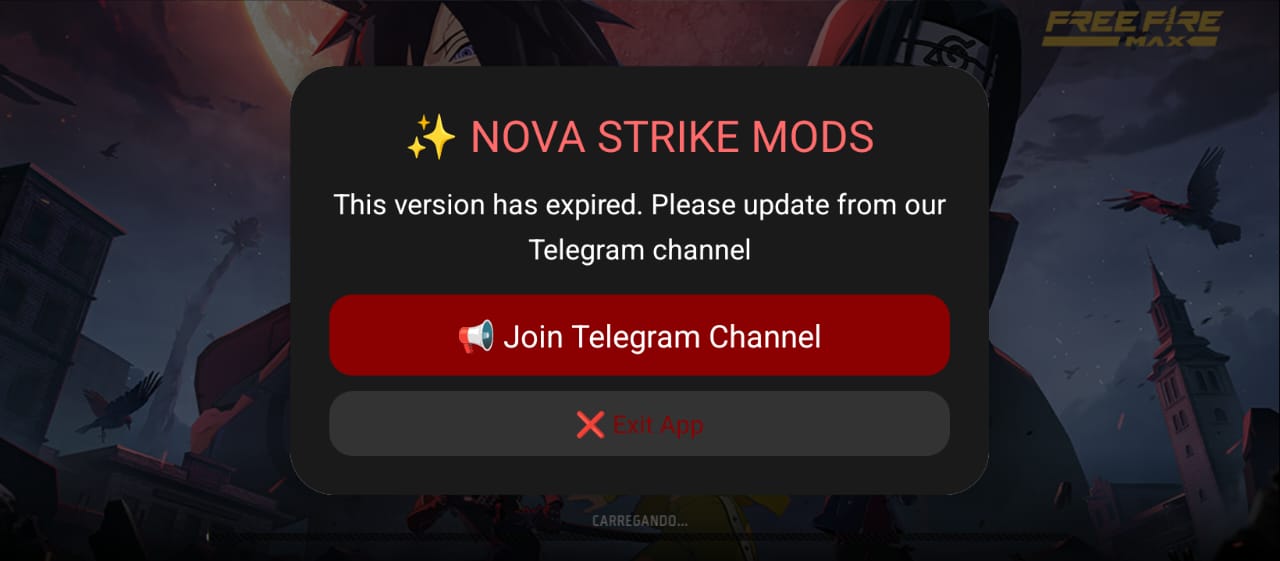 FREE FIRE
MAX
✨ NOVA STRIKE MODS
This version has expired. Please update from our
Telegram channel
📢 Join Telegram Channel
❌ Exit App
CARREGANDO...